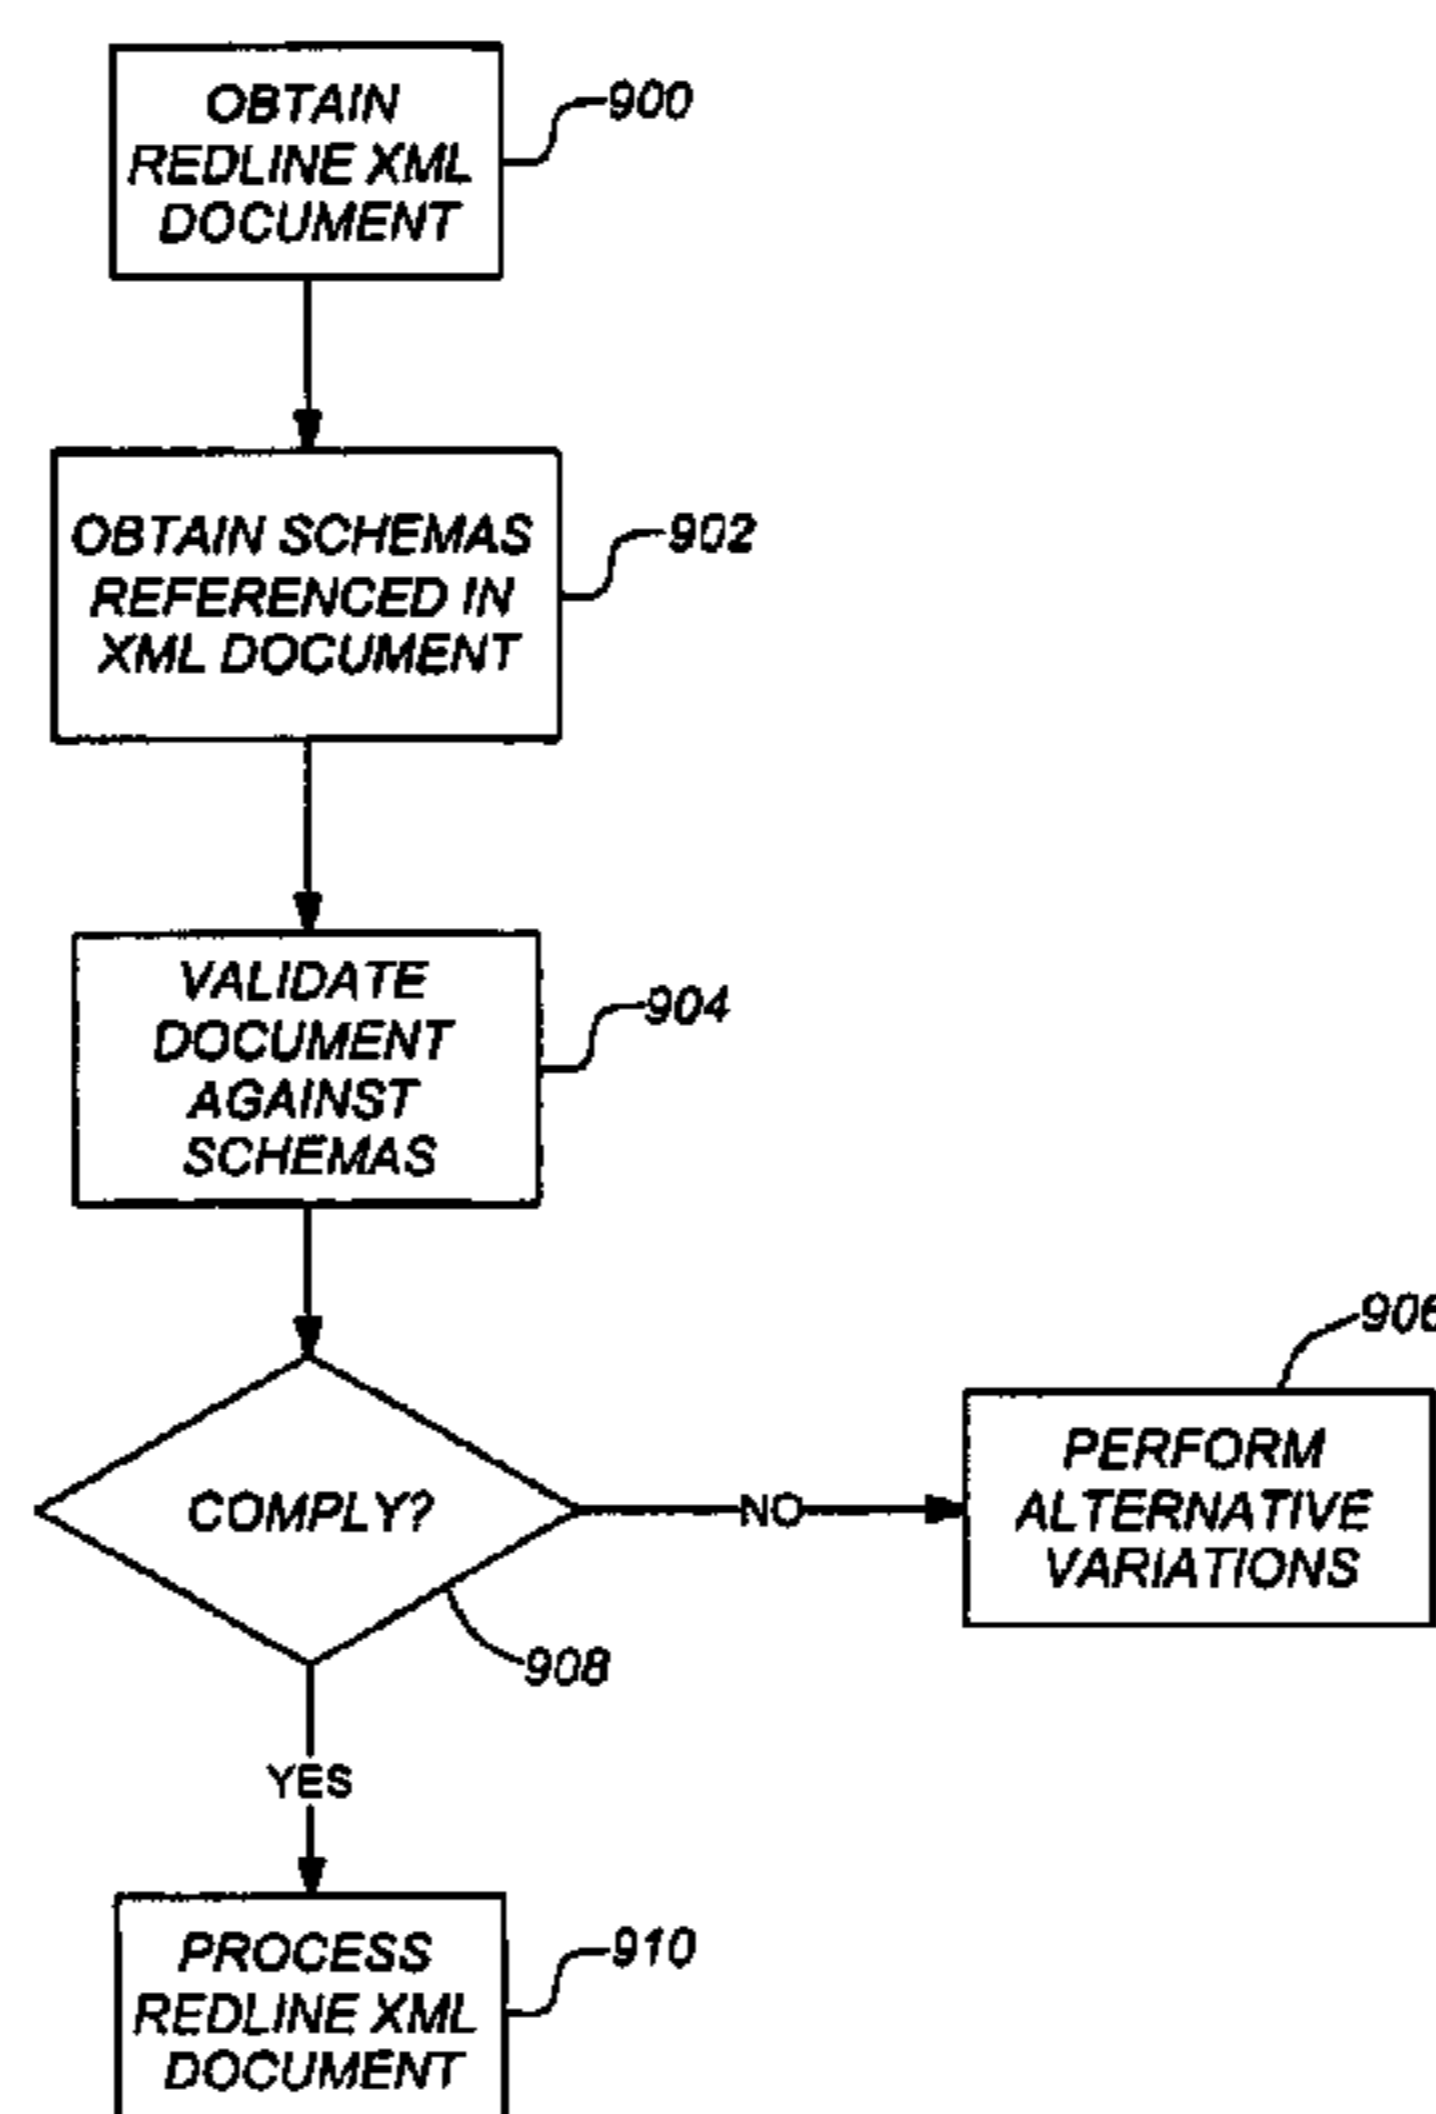 OBTAIN
REDLINE XML
DOCUMENT
900
OBTAIN SCHEMAS
REFERENCED IN
XML DOCUMENT
902
VALIDATE
DOCUMENT
AGAINST
SCHEMAS
904
906
COMPLY?
NO
PERFORM
ALTERNATIVE
VARIATIONS
908
YES
PROCESS
REDLINE XML
DOCUMENT
910